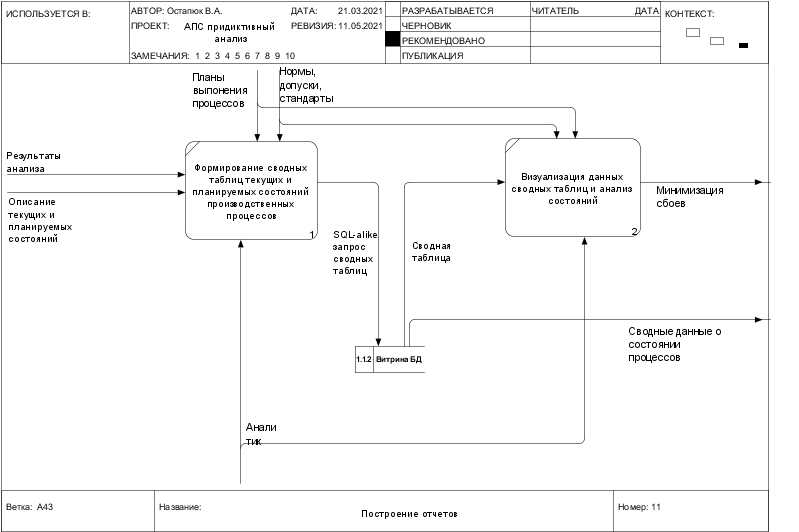 ИСПОЛЬЗУЕТСЯ В:
АВТОР: Остапюк В.А.
ДАТА: 21.03.2021
ПРОЕКТ: АПС придиктивный
анализ
РЕВИЗИЯ: 11.05.2021
ЗАМЕЧАНИЯ: 1 2 3 4 5 6 7 8 9 10
РАЗРАБАТЫВАЕТСЯ
ЧЕРНОВИК
РЕКОМЕНДОВАНО
ПУБЛИКАЦИЯ
ЧИТАТЕЛЬ
ДАТА
КОНТЕКСТ:
Планы
выпонения
процессов
Нормы,
допуски,
стандарты
Результаты
анализа
Описание
текущих и
планируемых
состояний
Формирование сводных
таблиц текущих и
планируемых состояний
производственных
процессов
1
Визуализация данных
сводных таблиц и анализ
состояний
2
Минимизация
сбоев
SQL-alike
запрос
сводных
таблиц
Сводная
таблица
Сводные данные о
состоянии
процессов
1.1.2
Витрина БД
Анали
тик
Ветка: А43
Название:
Построение отчетов
Номер: 11